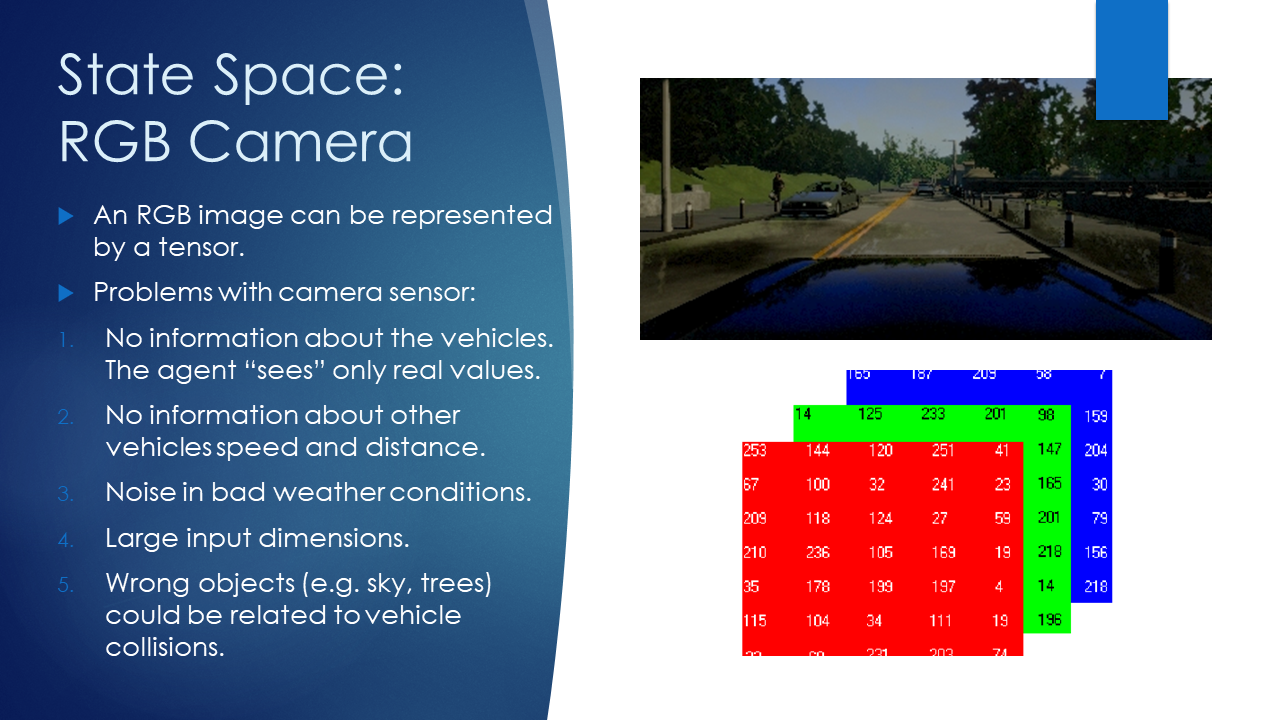 State Space:
RGB Camera
An RGB image can be represented
by a tensor.
Problems with camera sensor:
1. No information about the vehicles.
The agent “sees” only real values.
2. No information about other
vehicles speed and distance.
3. Noise in bad weather conditions.
4. Large input dimensions.
5. Wrong objects (e.g. sky, trees)
could be related to vehicle
collisions.
165 187 209 58 7
14 125 233 201 98 159
253 144 120 251 41 147 204
67 100 32 241 23 165 30
209 118 124 27 59 201 79
210 236 105 169 19 218 156
35 178 199 197 4 14 218
115 104 34 111 19 196
231 203 74